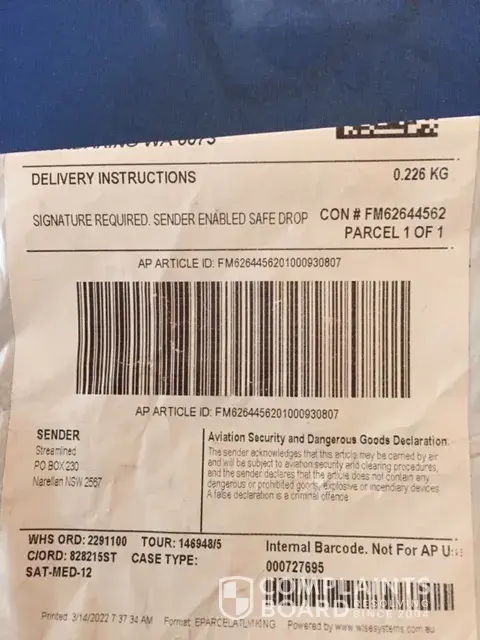 WA 6073
DELIVERY INSTRUCTIONS 0.226 KG
SIGNATURE REQUIRED. SENDER ENABLED SAFE DROP CON # FM62644562
PARCEL 1 OF 1
AP ARTICLE ID: FM6264456201000930807
AP ARTICLE ID: FM6264456201000930807
SENDER
Streamlined
PO BOX 230
Narellan NSW 2567
Aviation Security and Dangerous Goods Declaration
The sender acknowledges that this article may be carried by air
and will be subject to aviation security and clearing procedures,
and the sender declares that the article does not contain any
dangerous or prohibited goods, explosive or incendiary devices.
A false declaration is a criminal offence
WHS ORD: 2291100 TOUR: 146948/5
C/ORD: 828215ST CASE TYPE:
SAT-MED-12
Internal Barcode. Not For AP
000727695
Printed 3/14/2022 7 37 34 AM Format EPARCELATLMKING Powered by www.wisesystems.com.au
COMPLAINTS
BOARD
RESOLVING
SINCE 2004